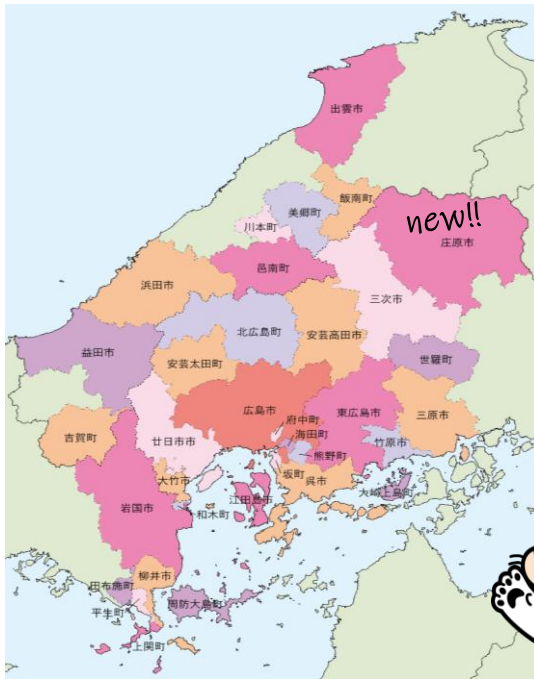 出雲市
飯南町
美郷町
new!!
川本町
庄原市
邑南町
浜田市
三次市
北広島町
安芸高田市
益田市
世羅町
安芸太田町
広島市
東広島市
三原市
吉賀町
府中町
廿日市市
海田町
竹原市
熊野町
大竹市
坂町
呉市
江田島市
大崎上島町
岩国市
和木町
柳井市
田布施町
周防大島町
平生町
上関町